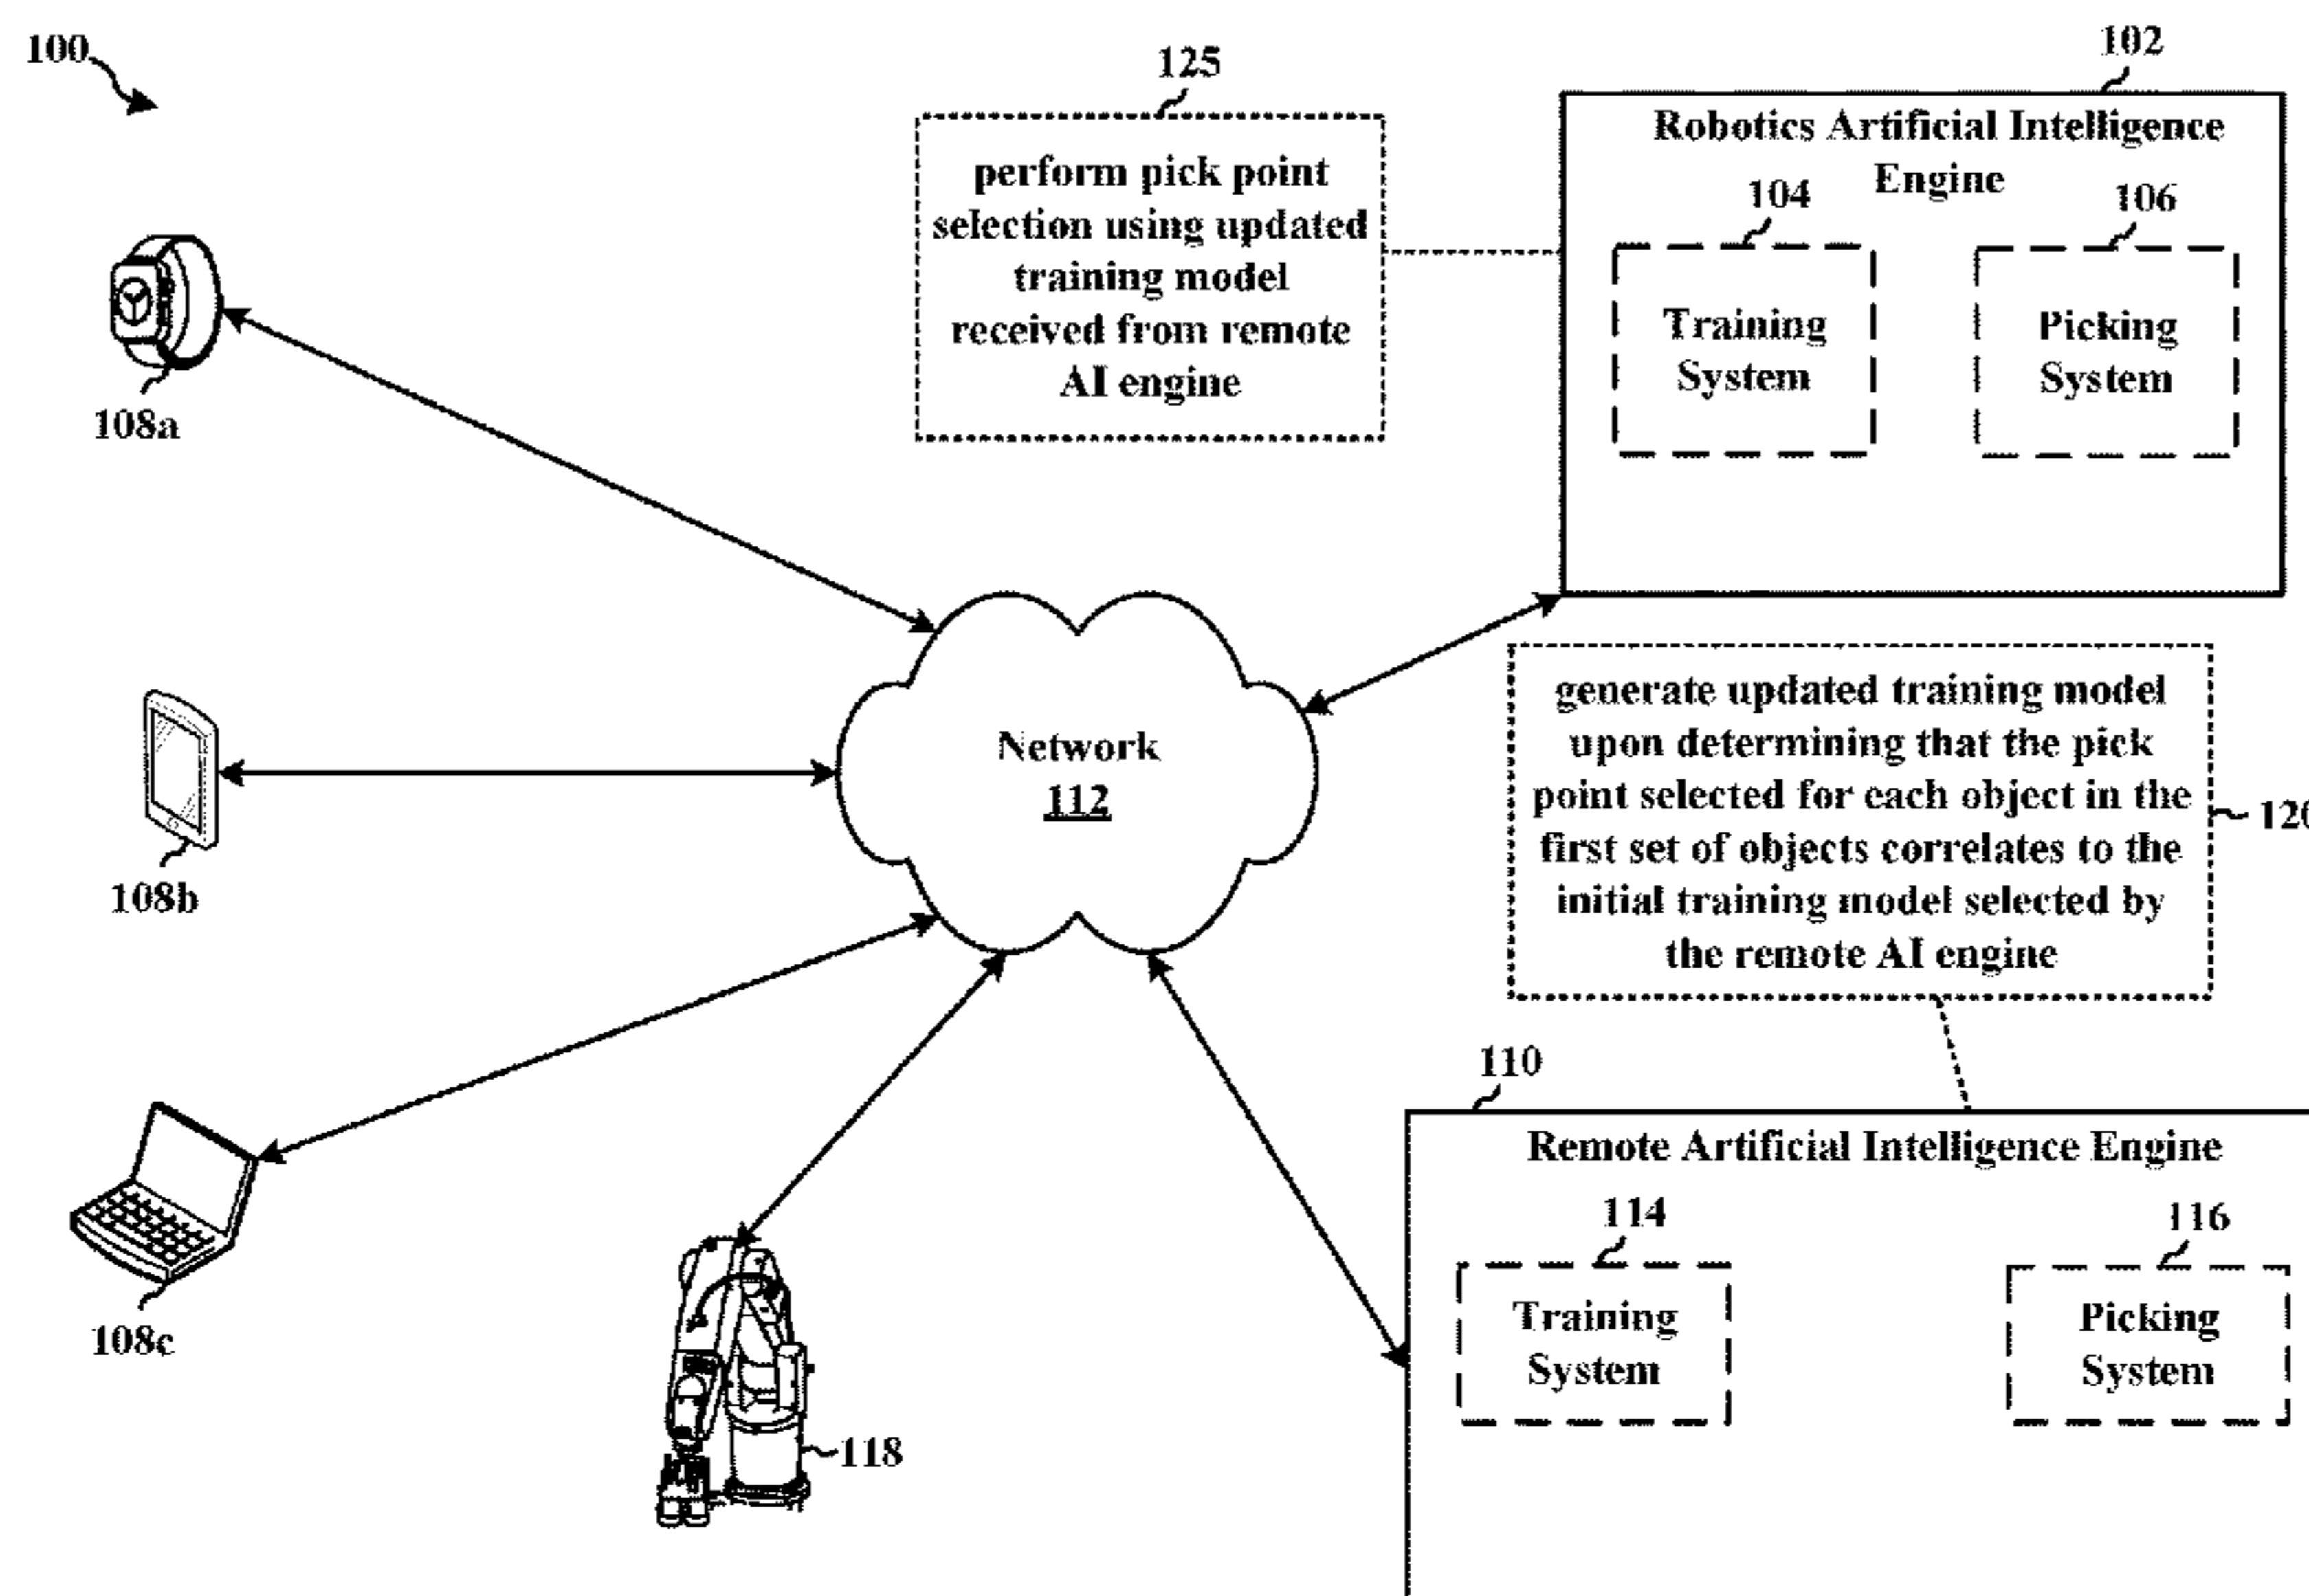 100
125
perform pick point
selection using updated
training model
received from remote
AI engine
102
Robotics Artificial Intelligence
Engine
104
106
Training
System
Picking
System
108a
108b
108c
Network
112
generate updated training model
upon determining that the pick
point selected for each object in the
first set of objects correlates to the
initial training model selected by
the remote AI engine
120
110
Remote Artificial Intelligence Engine
114
116
Training
System
Picking
System
118